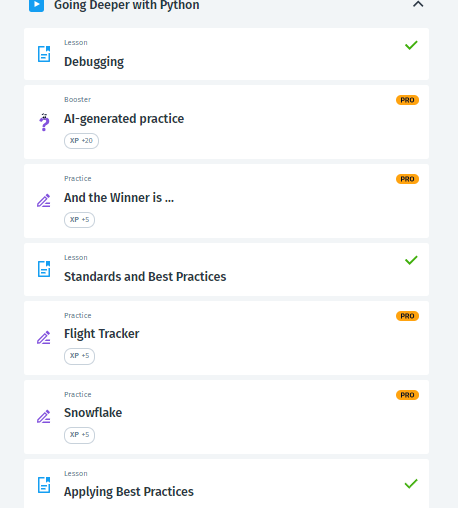 Going Deeper with Python
Lesson
Debugging
Booster
PRO
AI-generated practice
XP +20
Practice
PRO
And the Winner is ...
XP +5
Lesson
Standards and Best Practices
Practice
PRO
Flight Tracker
XP +5
Practice
PRO
Snowflake
XP +5
Lesson
Applying Best Practices